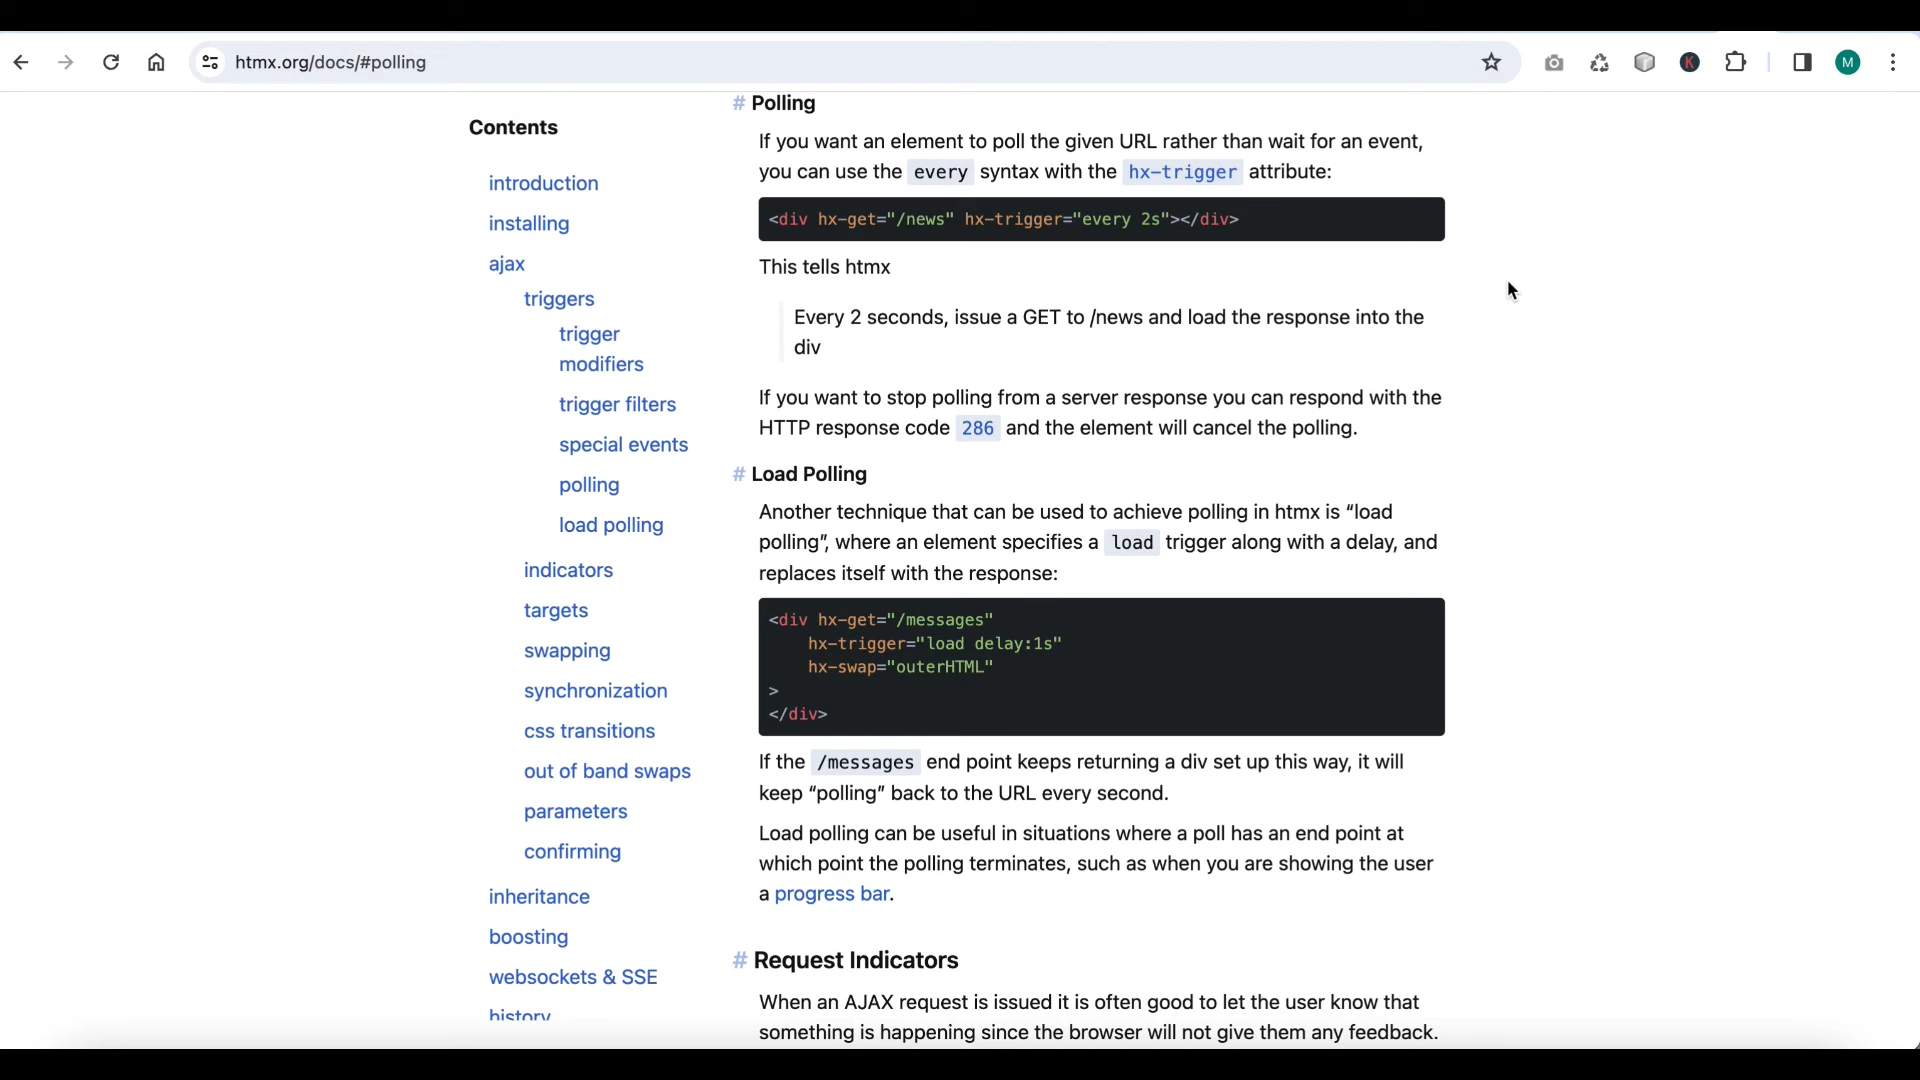 htmx.org/docs/#polling
K
M
Contents
introduction
installing
ajax
triggers
trigger
modifiers
trigger filters
special events
polling
load polling
indicators
targets
swapping
synchronization
css transitions
out of band swaps
parameters
confirming
inheritance
boosting
websockets & SSE
history
# Polling
If you want an element to poll the given URL rather than wait for an event,
you can use the every syntax with the hx-trigger attribute:
<div hx-get="/news" hx-trigger="every 2s"></div>
This tells htmx
Every 2 seconds, issue a GET to /news and load the response into the
div
If you want to stop polling from a server response you can respond with the
HTTP response code 286 and the element will cancel the polling.
# Load Polling
Another technique that can be used to achieve polling in htmx is “load
polling”, where an element specifies a load trigger along with a delay, and
replaces itself with the response:
<div hx-get="/messages"
hx-trigger="load delay:1s"
hx-swap="outerHTML"
>
</div>
If the /messages end point keeps returning a div set up this way, it will
keep “polling” back to the URL every second.
Load polling can be useful in situations where a poll has an end point at
which point the polling terminates, such as when you are showing the user
a progress bar.
# Request Indicators
When an AJAX request is issued it is often good to let the user know that
something is happening since the browser will not give them any feedback.